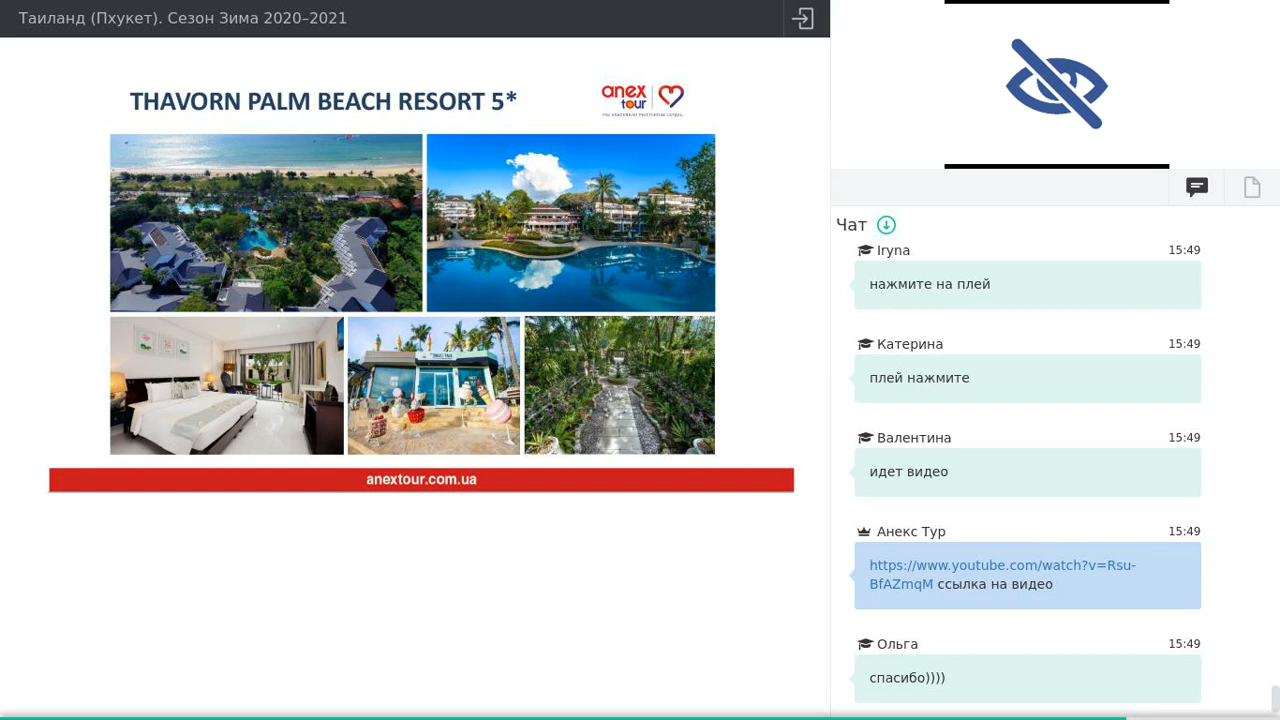 Таиланд (Пхукет). Сезон Зима 2020–2021
THAVORN PALM BEACH RESORT 5*
anex
tour
anextour.com.ua
Чат
Iryna 15:49
нажмите на плей
Катерина 15:49
плей нажмите
Валентина 15:49
идет видео
Анекс Тур 15:49
https://www.youtube.com/watch?v=Rsu-
BfAZmqM ссылка на видео
Ольга 15:49
спасибо))))